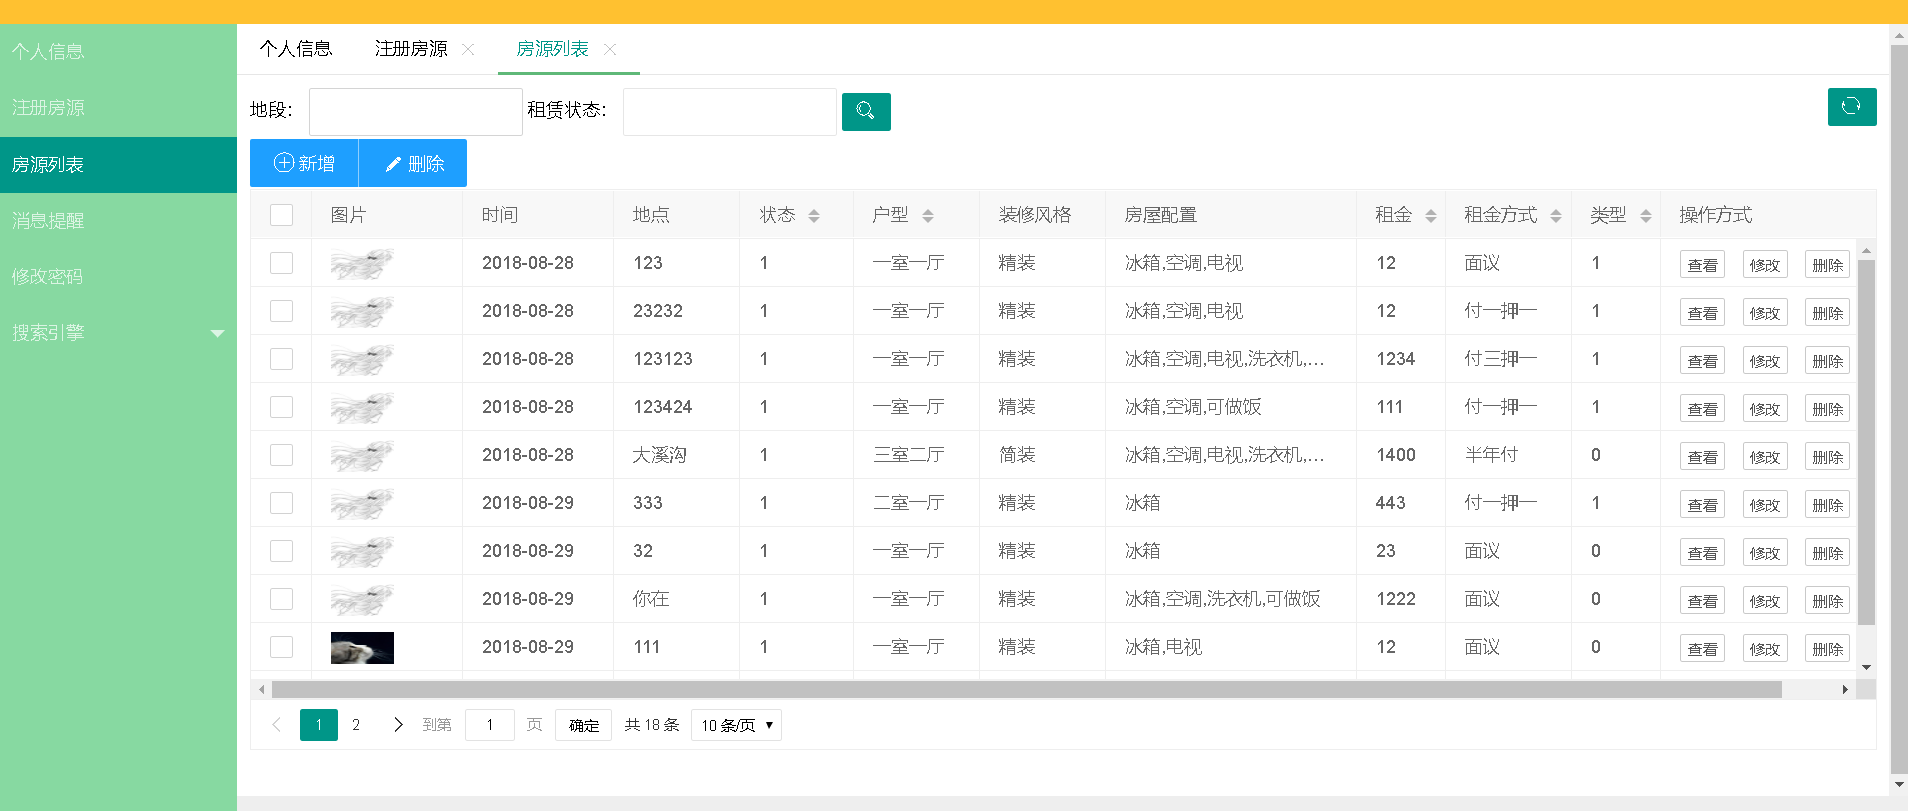 个人信息
注册房源
房源列表
消息提醒
修改密码
搜索引擎
个人信息 注册房源 房源列表
地段： 租赁状态：
新增 删除
图片 时间 地点 状态 户型 装修风格 房屋配置 租金 租金方式 类型 操作方式
2018-08-28 123 1 一室一厅 精装 冰箱,空调,电视 12 面议 1 查看 修改 删除
2018-08-28 23232 1 一室一厅 精装 冰箱,空调,电视 12 付一押一 1 查看 修改 删除
2018-08-28 123123 1 一室一厅 精装 冰箱,空调,电视,洗衣机,... 1234 付三押一 1 查看 修改 删除
2018-08-28 123424 1 一室一厅 精装 冰箱,空调,可做饭 111 付一押一 1 查看 修改 删除
2018-08-28 大溪沟 1 三室二厅 简装 冰箱,空调,电视,洗衣机,... 1400 半年付 0 查看 修改 删除
2018-08-29 333 1 二室一厅 精装 冰箱 443 付一押一 1 查看 修改 删除
2018-08-29 32 1 一室一厅 精装 冰箱 23 面议 0 查看 修改 删除
2018-08-29 你在 1 一室一厅 精装 冰箱,空调,洗衣机,可做饭 1222 面议 0 查看 修改 删除
2018-08-29 111 1 一室一厅 精装 冰箱,电视 12 面议 0 查看 修改 删除
1 2 到第 1 页 确定 共 18 条 10 条/页